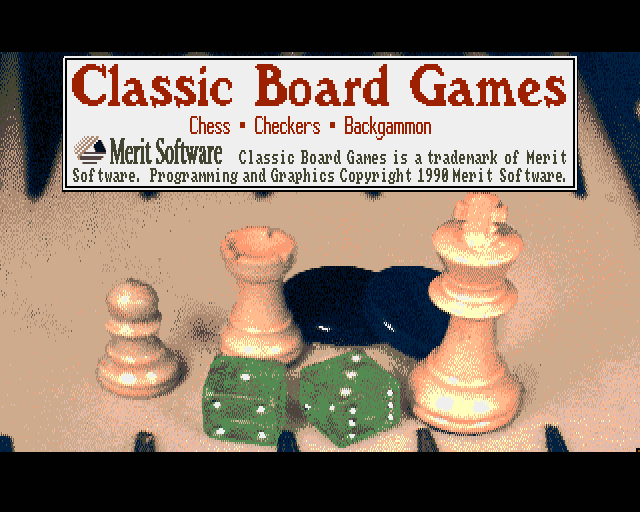 Classic Board Games
Chess ▪ Checkers ▪ Backgammon
Merit Software Classic Board Games is a trademark of Merit
Software. Programming and Graphics Copyright 1990 Merit Software.